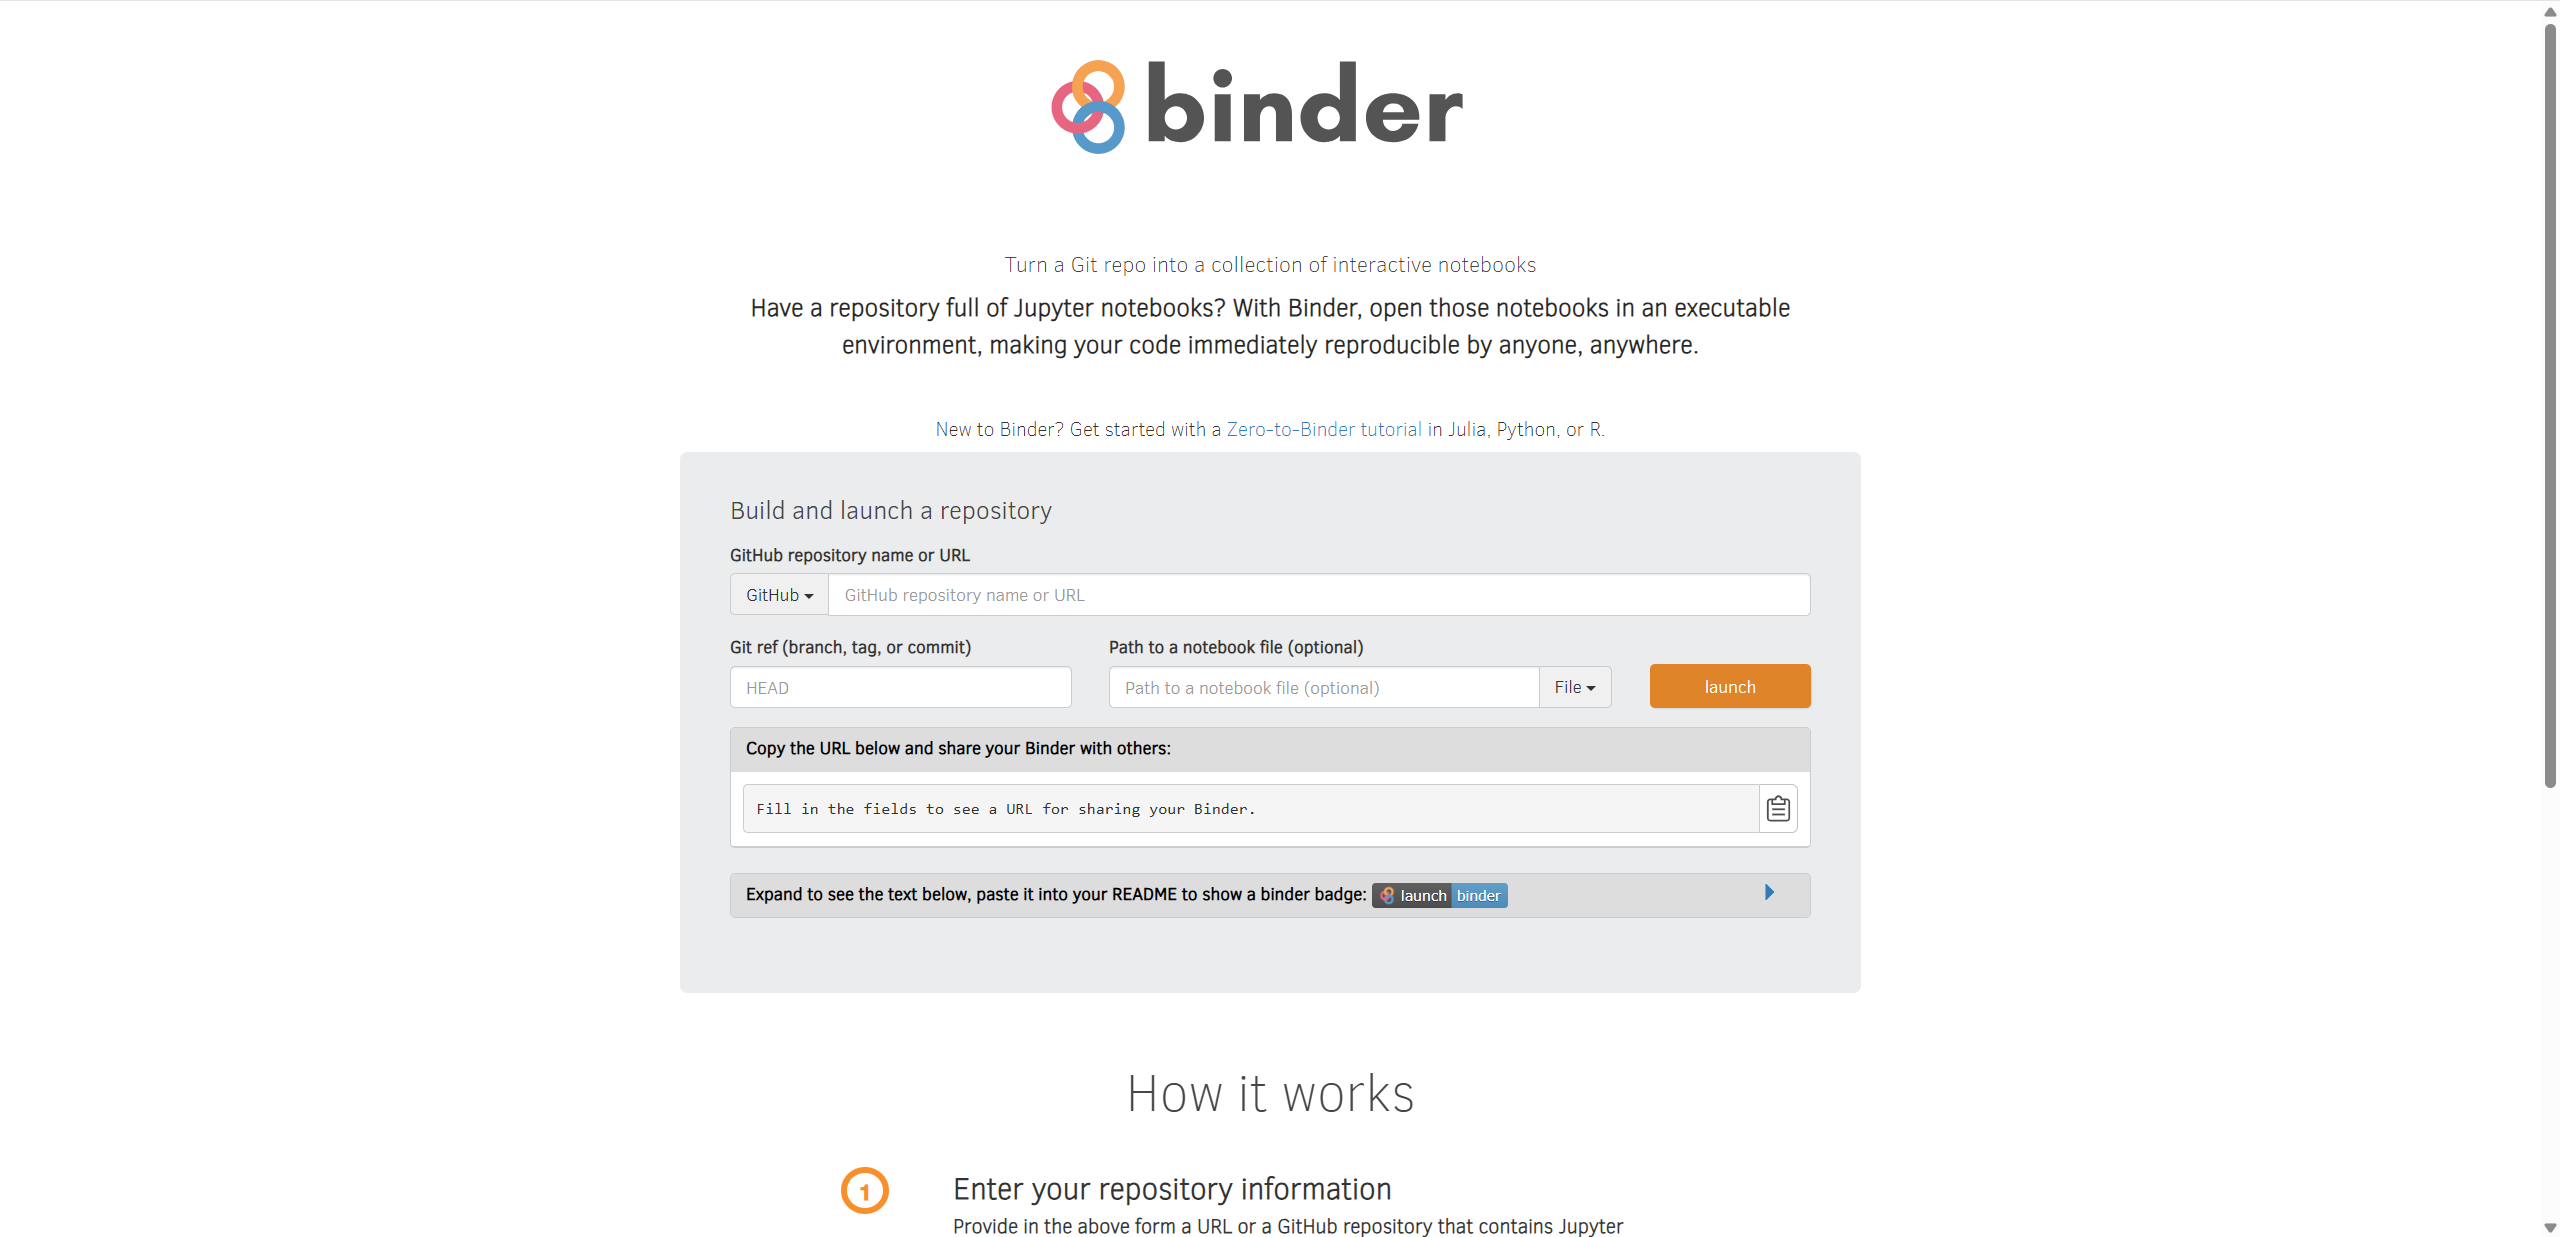 binder
Turn a Git repo into a collection of interactive notebooks
Have a repository full of Jupyter notebooks? With Binder, open those notebooks in an executable
environment, making your code immediately reproducible by anyone, anywhere.
New to Binder? Get started with a Zero-to-Binder tutorial in Julia, Python, or R.
Build and launch a repository
GitHub repository name or URL
GitHub GitHub repository name or URL
Git ref (branch, tag, or commit) Path to a notebook file (optional)
HEAD Path to a notebook file (optional) File launch
Copy the URL below and share your Binder with others:
Fill in the fields to see a URL for sharing your Binder.
Expand to see the text below, paste it into your README to show a binder badge: launch binder
How it works
1 Enter your repository information
Provide in the above form a URL or a GitHub repository that contains Jupyter